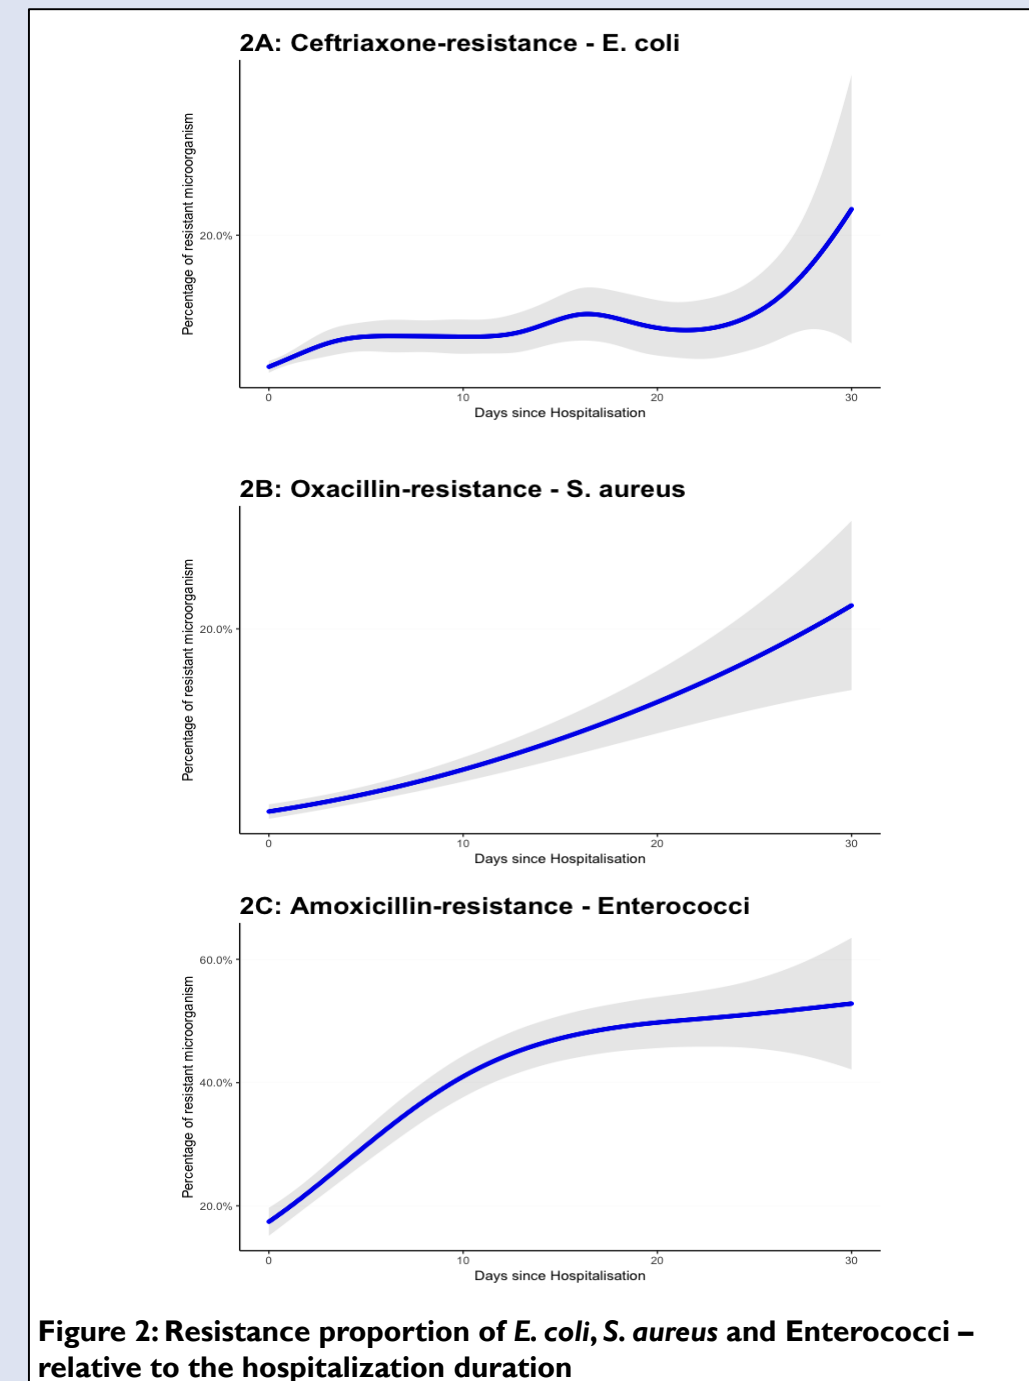 2A: Ceftriaxone-resistance - E. coli
Percentage of resistant microorganism
20.0%
0 10 20 30
Days since Hospitalisation
2B: Oxacillin-resistance - S. aureus
Percentage of resistant microorganism
20.0%
0 10 20 30
Days since Hospitalisation
2C: Amoxicillin-resistance - Enterococci
Percentage of resistant microorganism
60.0%
40.0%
20.0%
0 10 20 30
Days since Hospitalisation
Figure 2: Resistance proportion of E. coli, S. aureus and Enterococci –
relative to the hospitalization duration